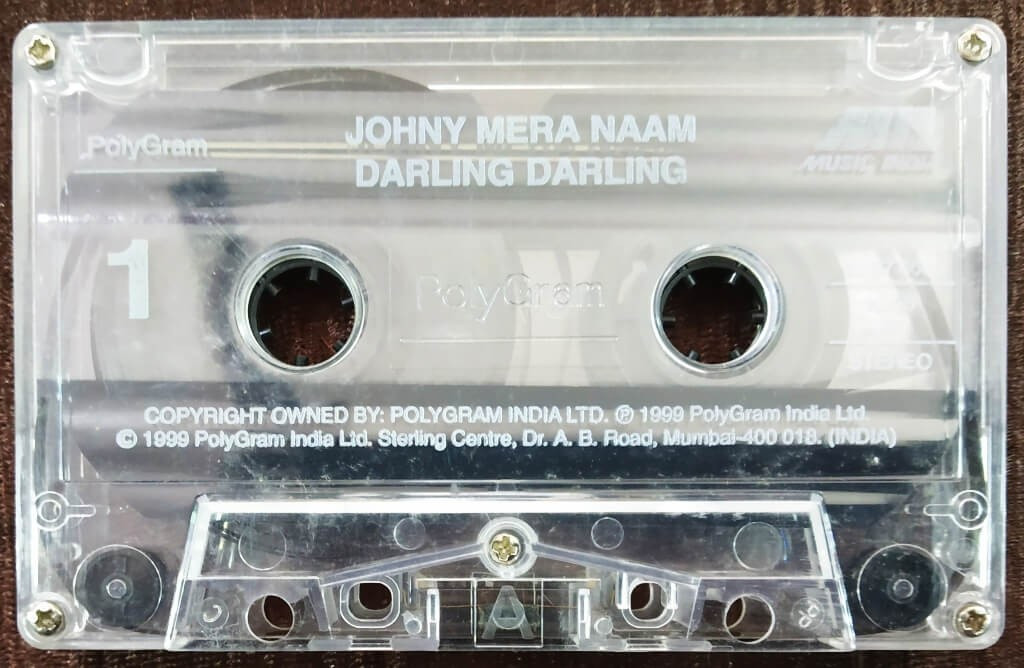 JOHNY MERA NAAM
DARLING DARLING
PolyGram
MUSIC INDIA
1
PolyGram
STEREO
COPYRIGHT OWNED BY: POLYGRAM INDIA LTD. ℗ 1999 PolyGram India Ltd.
© 1999 PolyGram India Ltd. Sterling Centre, Dr. A. B. Road, Mumbai-400 018. (INDIA)
A